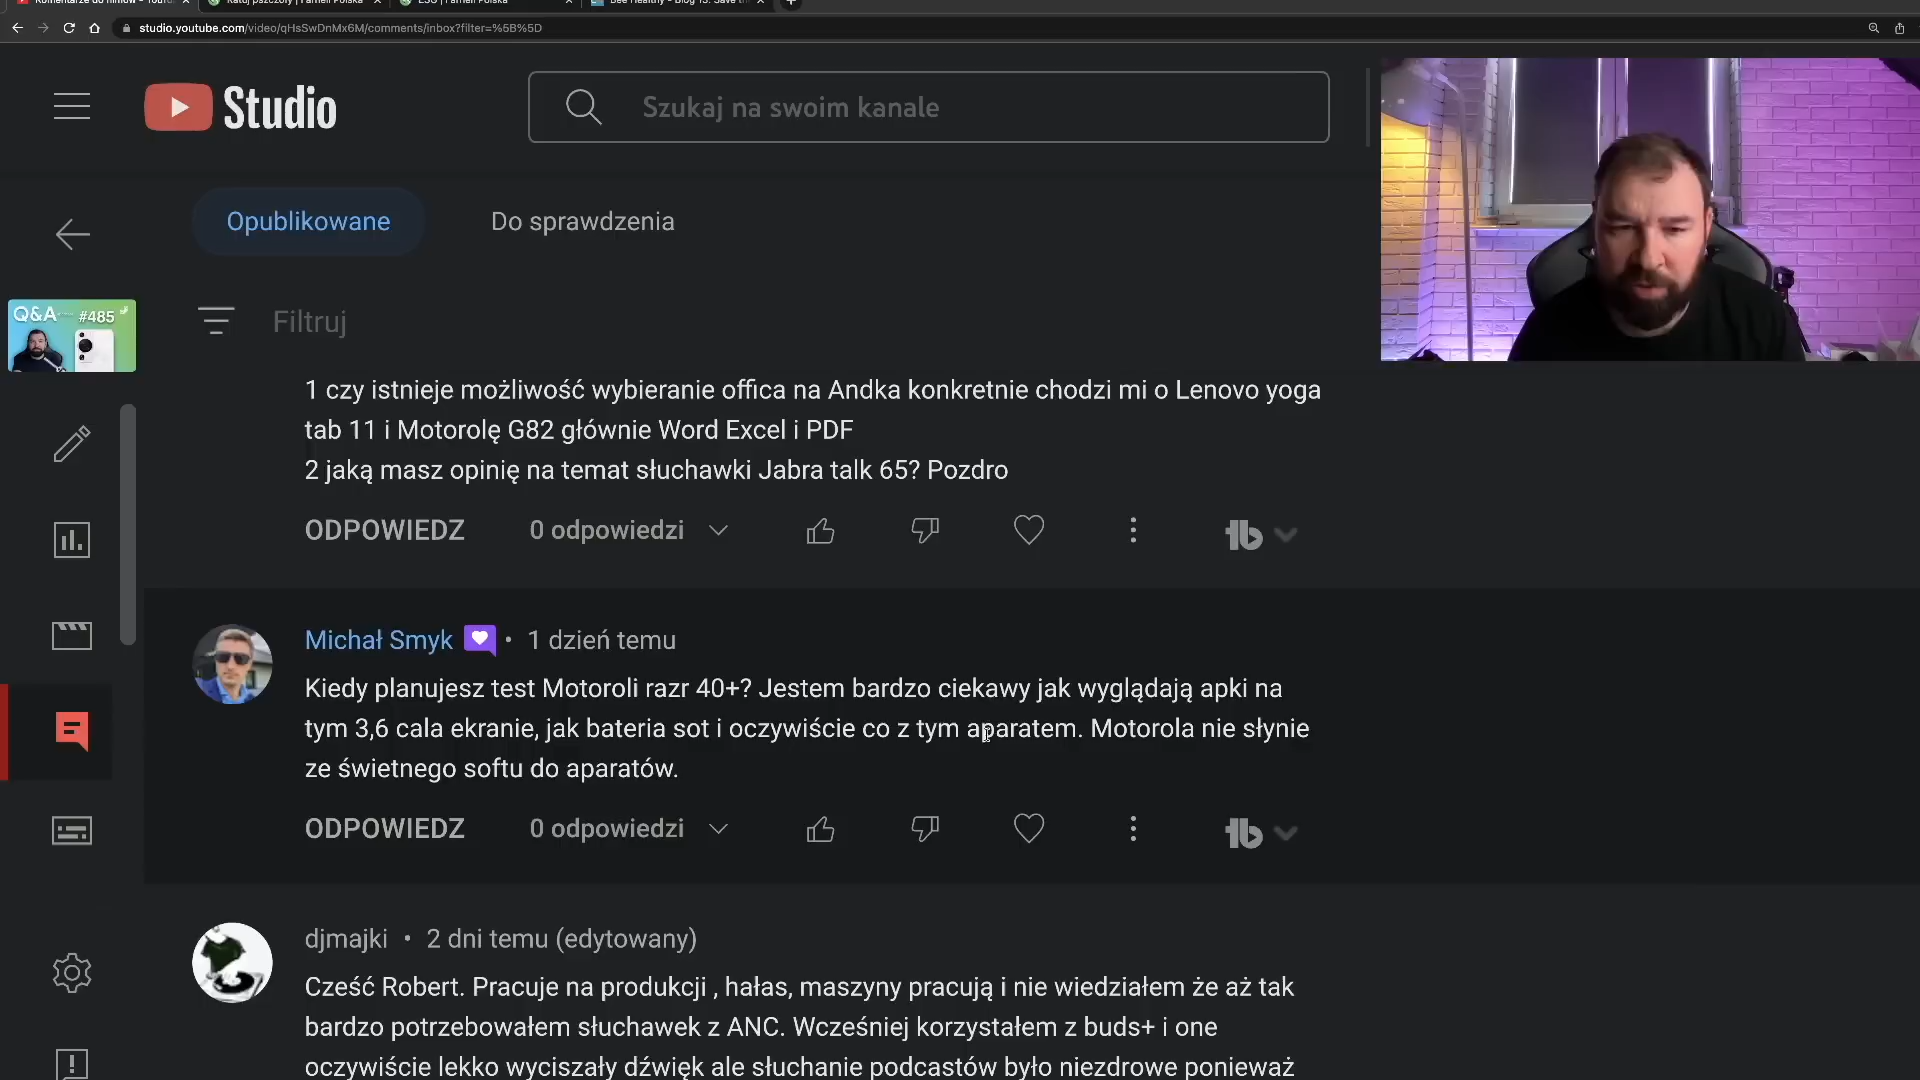 studio.youtube.com/video/qHsSwDnMx6M/comments/inbox?filter=%5B%5D
Studio
Szukaj na swoim kanale
Opublikowane
Do sprawdzenia
Q&A
#485
Filtruj
1 czy istnieje możliwość wybieranie offica na Andka konkretnie chodzi mi o Lenovo yoga
tab 11 i Motorolę G82 głównie Word Excel i PDF
2 jaką masz opinię na temat słuchawki Jabra talk 65? Pozdro
ODPOWIEDZ
0 odpowiedzi
Michał Smyk • 1 dzień temu
Kiedy planujesz test Motoroli razr 40+? Jestem bardzo ciekawy jak wyglądają apki na
tym 3,6 cala ekranie, jak bateria sot i oczywiście co z tym aparatem. Motorola nie słynie
ze świetnego softu do aparatów.
ODPOWIEDZ
0 odpowiedzi
djmajki • 2 dni temu (edytowany)
Cześć Robert. Pracuje na produkcji , hałas, maszyny pracują i nie wiedziałem że aż tak
bardzo potrzebowałem słuchawek z ANC. Wcześniej korzystałem z buds+ i one
oczywiście lekko wyciszały dźwięk ale słuchanie podcastów było niezdrowe ponieważ